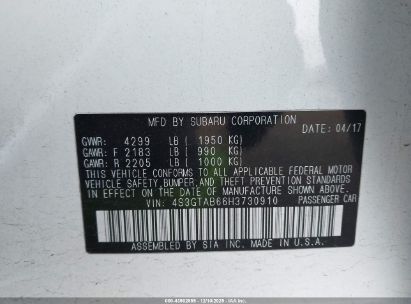 MFD BY SUBARU CORPORATION
DATE: 04/17
GVWR: 4299 LB ( 1950 KG)
GAWR: F 2183 LB ( 990 KG)
GAWR: R 2205 LB ( 1000 KG)
THIS VEHICLE CONFORMS TO ALL APPLICABLE FEDERAL MOTOR
VEHICLE SAFETY, BUMPER, AND THEFT PREVENTION STANDARDS
IN EFFECT ON THE DATE OF MANUFACTURE SHOWN ABOVE.
VIN: 4S3GTAB66H3730910 PASSENGER CAR
ASSEMBLED BY SIA INC. MADE IN U.S.A.